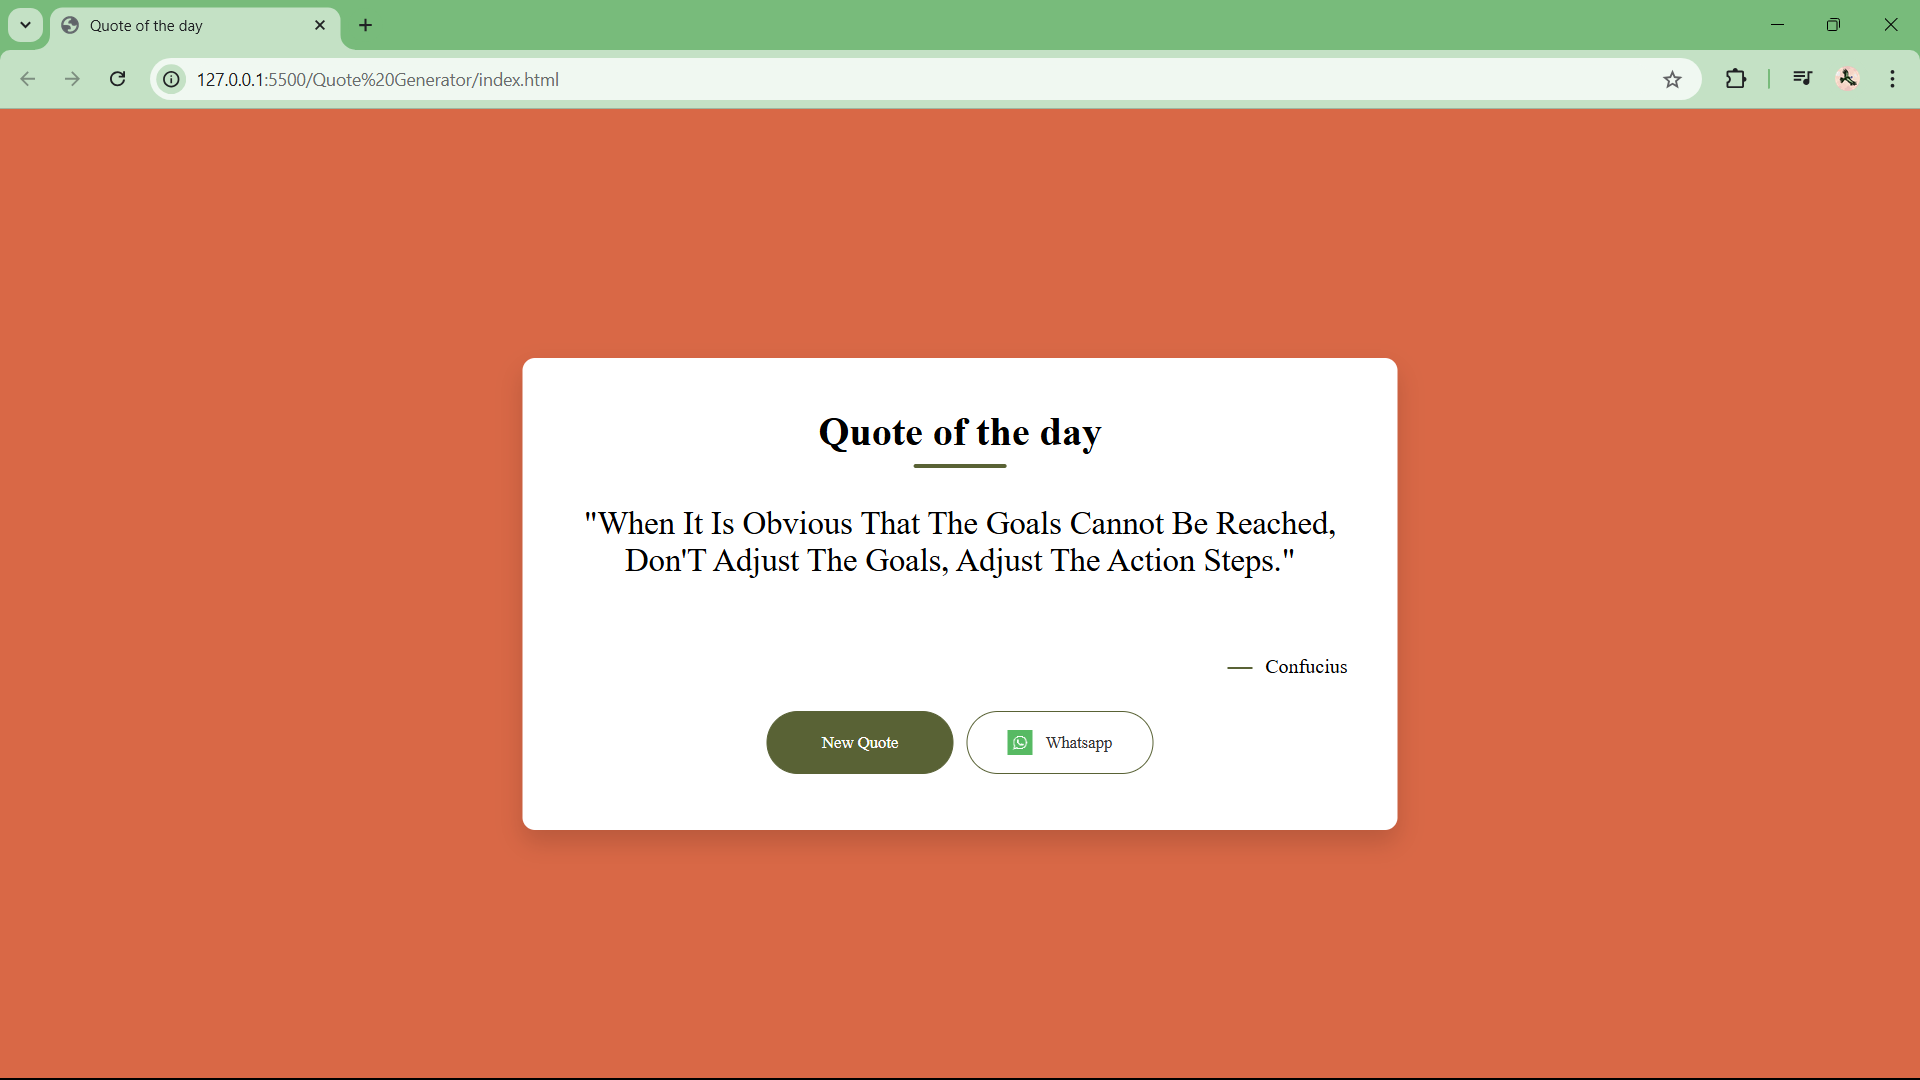 Quote of the day
127.0.0.1:5500/Quote%20Generator/index.html
Quote of the day
"When It Is Obvious That The Goals Cannot Be Reached,
Don'T Adjust The Goals, Adjust The Action Steps."
Confucius
New Quote
Whatsapp